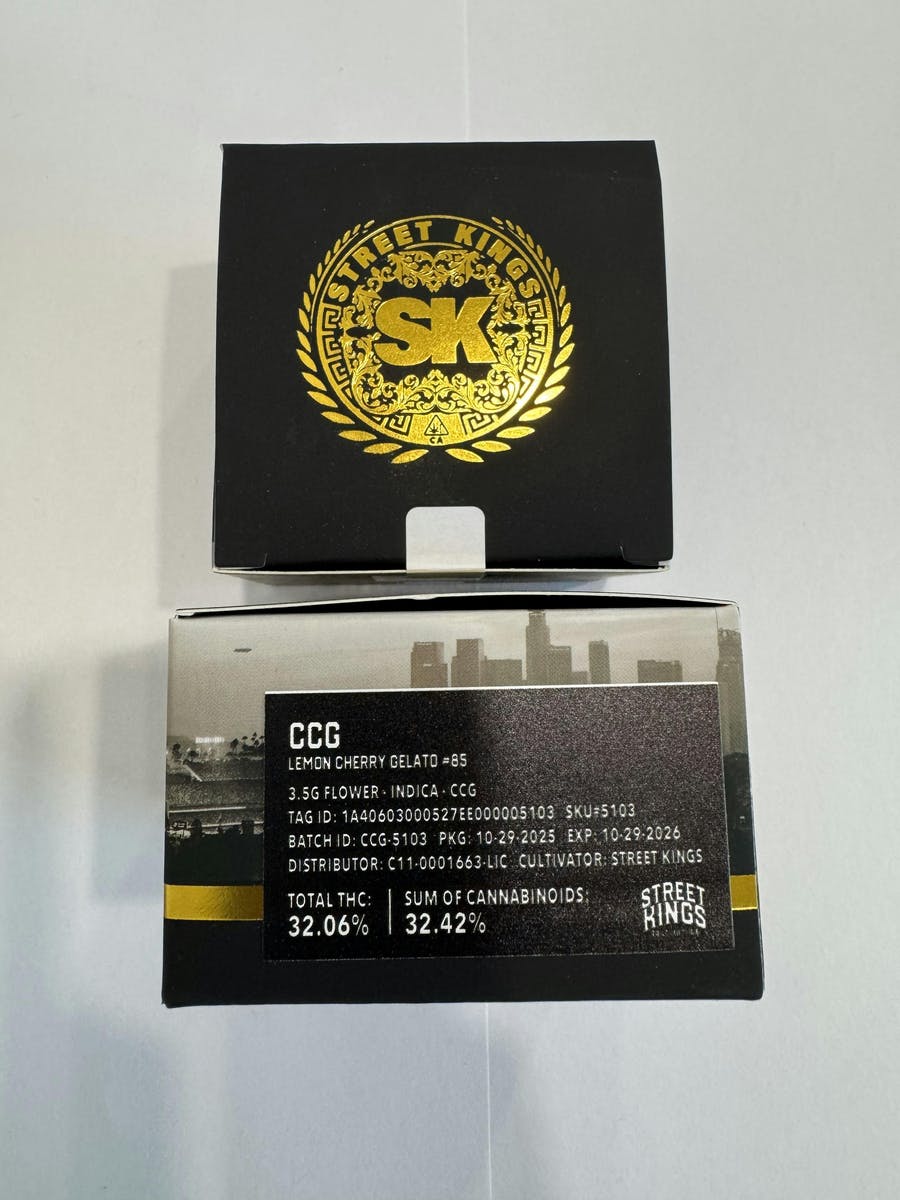 STREET KINGS
SK
CA
CCG
LEMON CHERRY GELATO #85
3.5G FLOWER · INDICA · CCG
TAG ID: 1A40603000527EE000005103 SKU#5103
BATCH ID: CCG-5103 PKG: 10-29-2025 EXP: 10-29-2026
DISTRIBUTOR: C11-0001663-LIC CULTIVATOR: STREET KINGS
TOTAL THC: SUM OF CANNABINOIDS:
32.06% 32.42%
STREET
KINGS